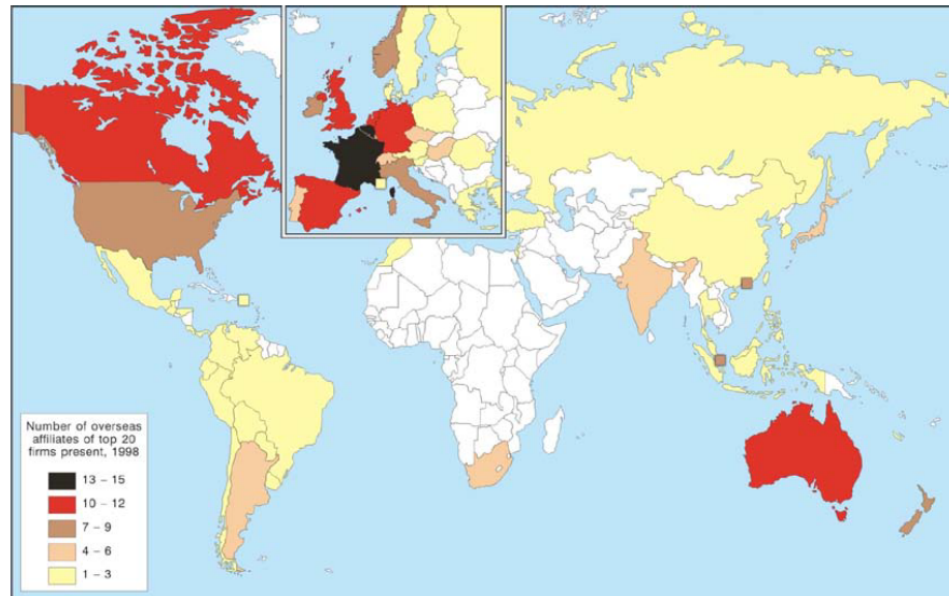 Number of overseas
affiliates of top 20
firms present, 1998
13 – 15
10 – 12
7 – 9
4 – 6
1 – 3